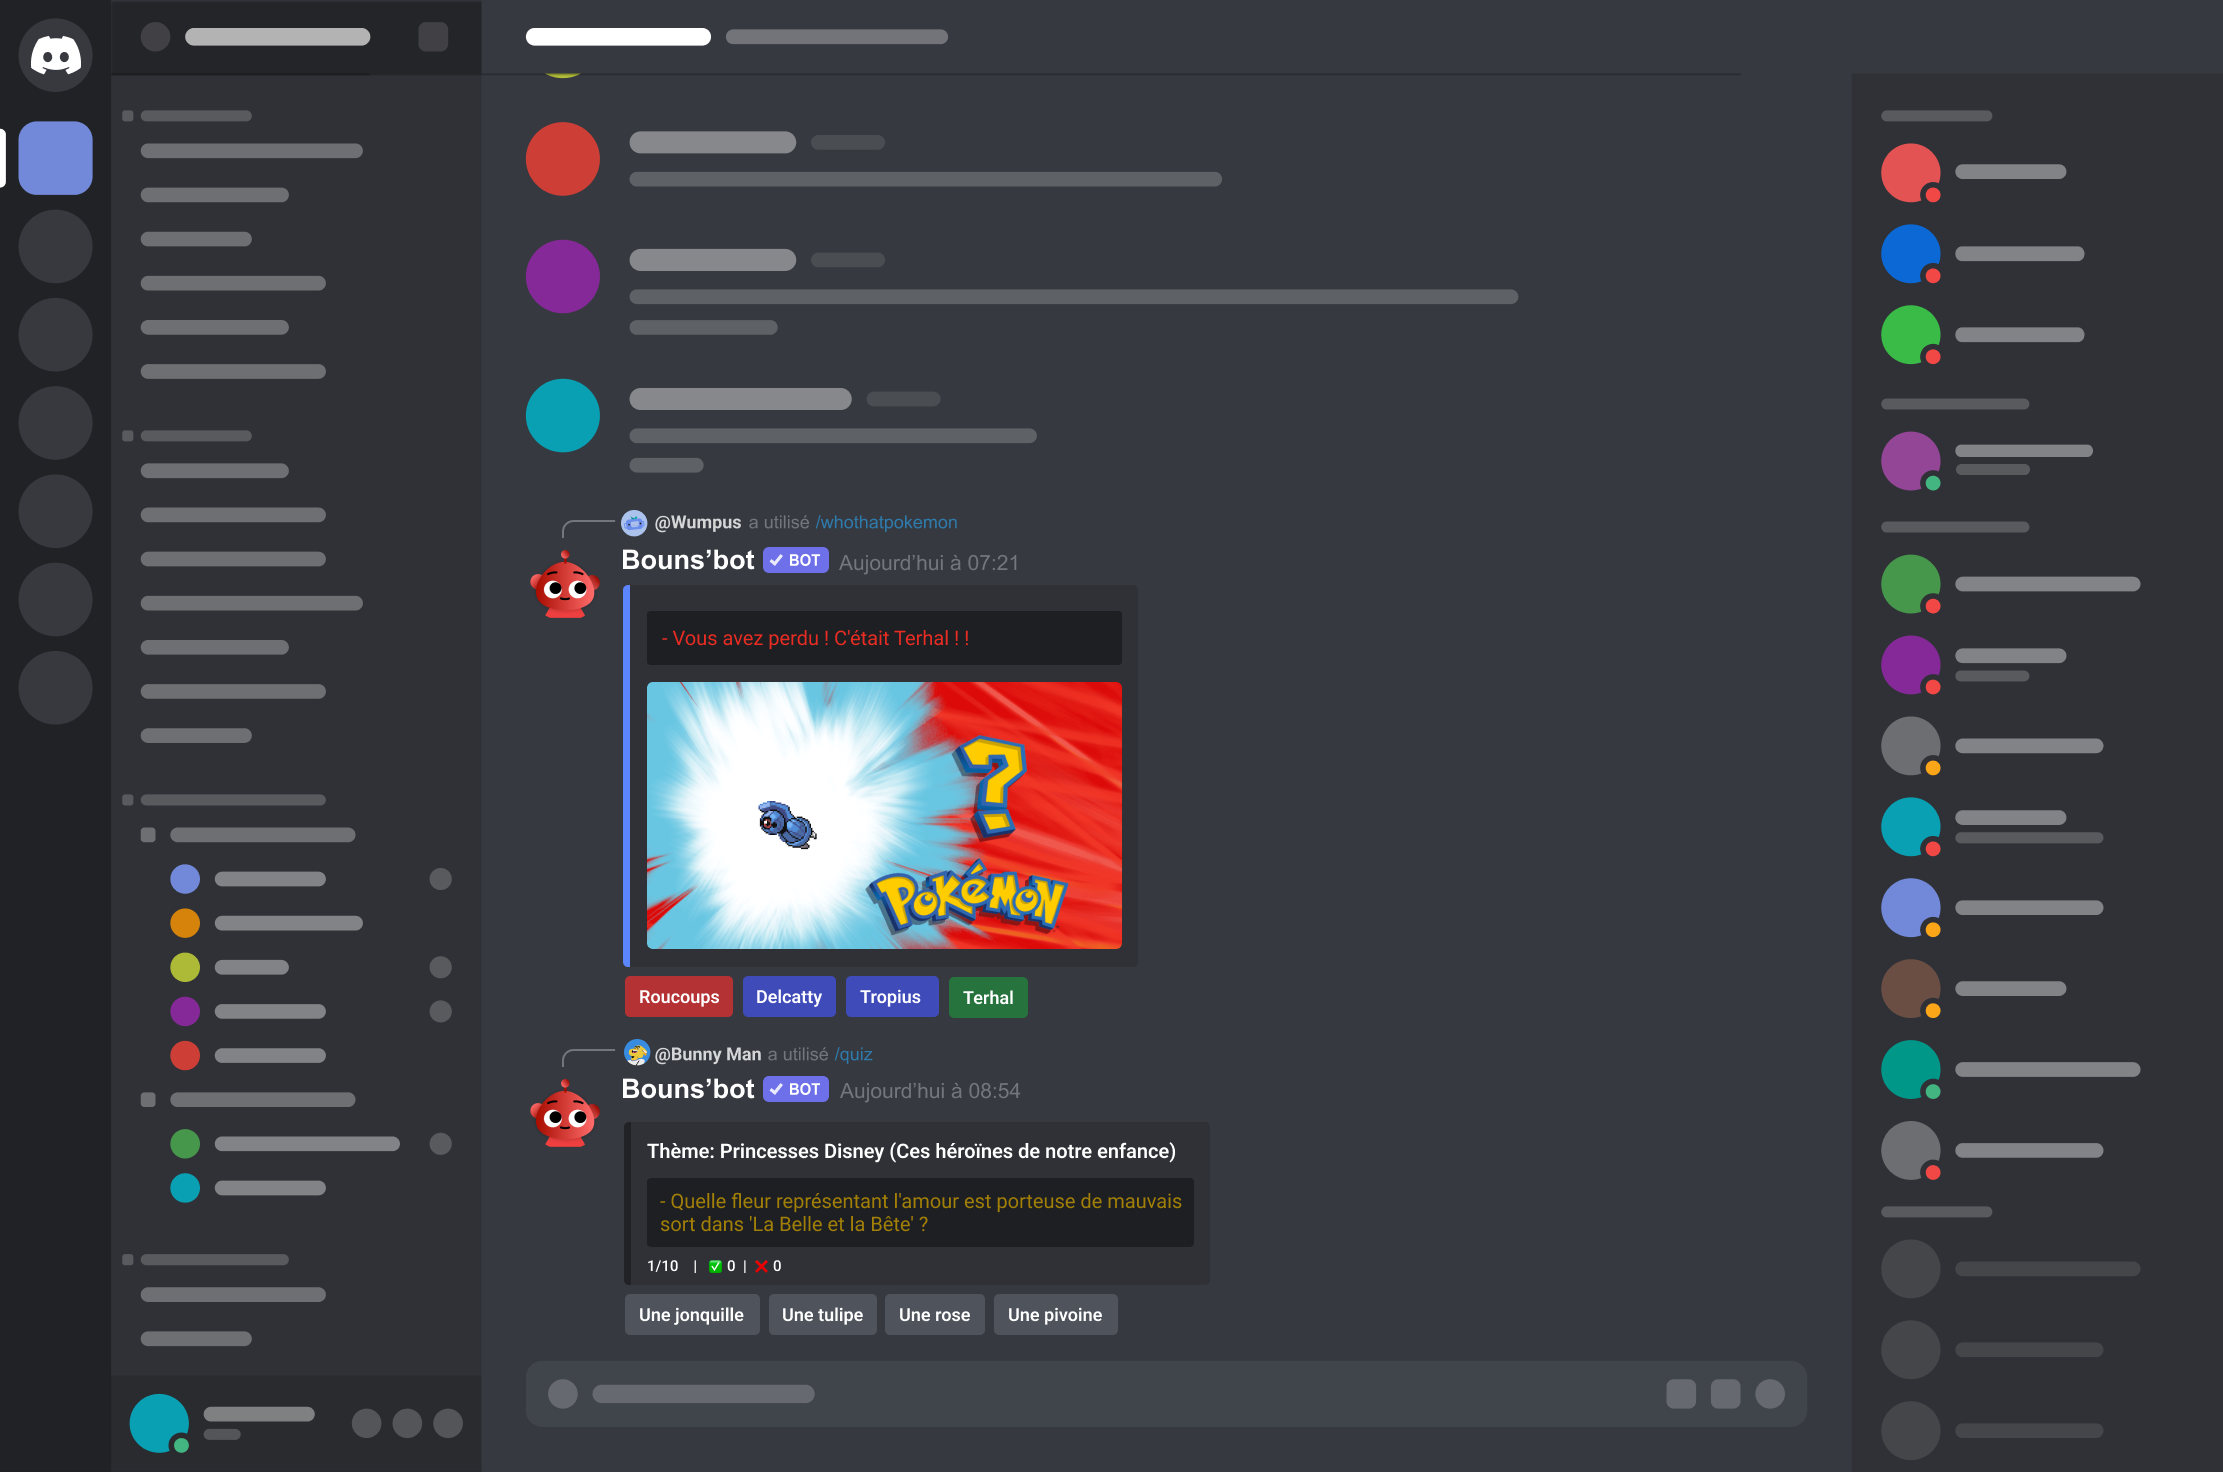 @Wumpus a utilisé /whothatpokemon
Bouns’bot ✓ BOT Aujourd’hui à 07:21
- Vous avez perdu ! C'était Terhal ! !
?
POKéMON
Roucoups Delcatty Tropius Terhal
@Bunny Man a utilisé /quiz
Bouns’bot ✓ BOT Aujourd’hui à 08:54
Thème: Princesses Disney (Ces héroïnes de notre enfance)
- Quelle fleur représentant l'amour est porteuse de mauvais
sort dans 'La Belle et la Bête' ?
1/10 | ✅ 0 | ❌ 0
Une jonquille Une tulipe Une rose Une pivoine